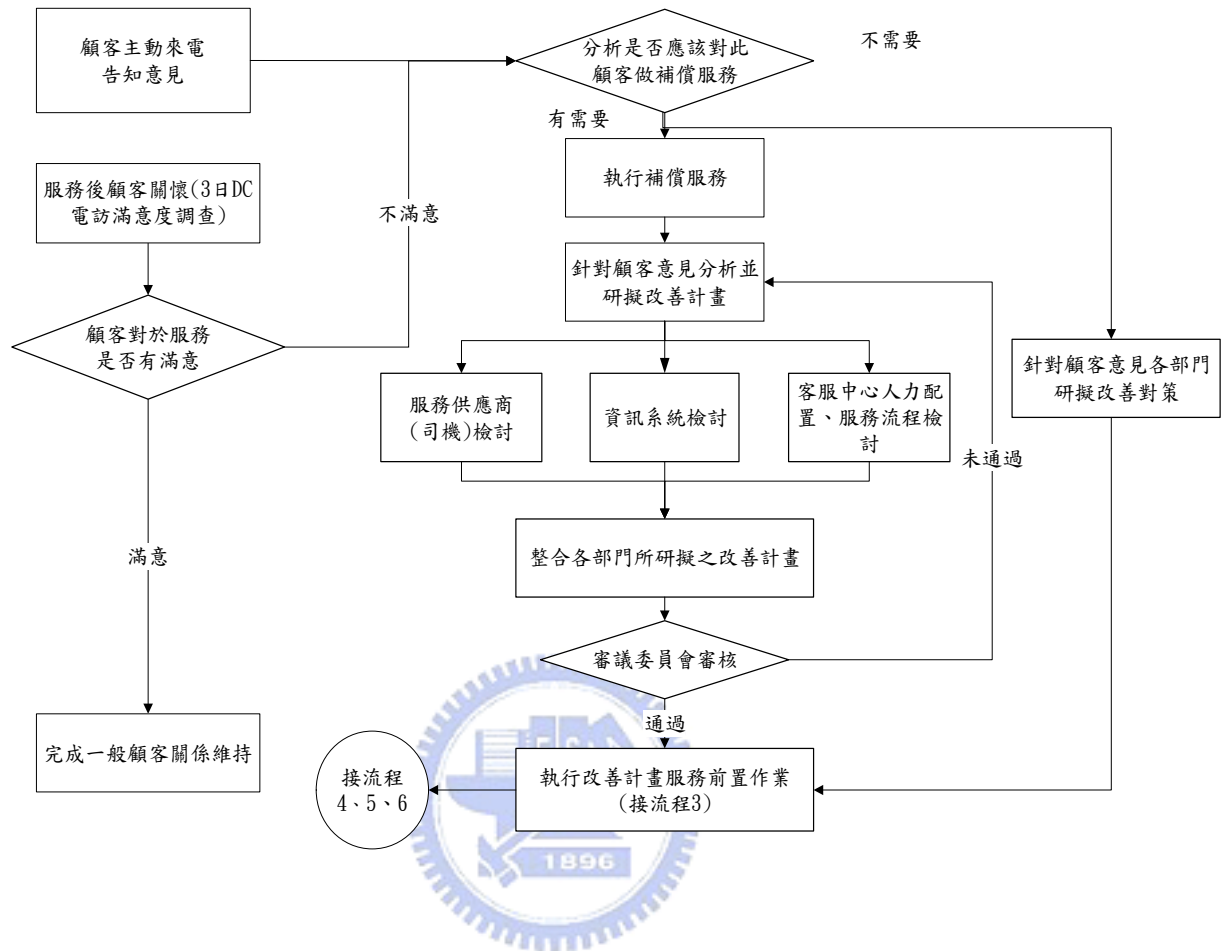 顧客主動來電
告知意見
分析是否應該對此
顧客做補償服務
不需要
有需要
執行補償服務
服務後顧客關懷(3日DC
電訪滿意度調查)
不滿意
針對顧客意見分析並
研擬改善計畫
顧客對於服務
是否有滿意
針對顧客意見各部門
研擬改善對策
服務供應商
(司機)檢討
資訊系統檢討
客服中心人力配
置、服務流程檢
討
未通過
滿意
整合各部門所研擬之改善計畫
審議委員會審核
通過
完成一般顧客關係維持
接流程
4、5、6
執行改善計畫服務前置作業
(接流程3)
1896